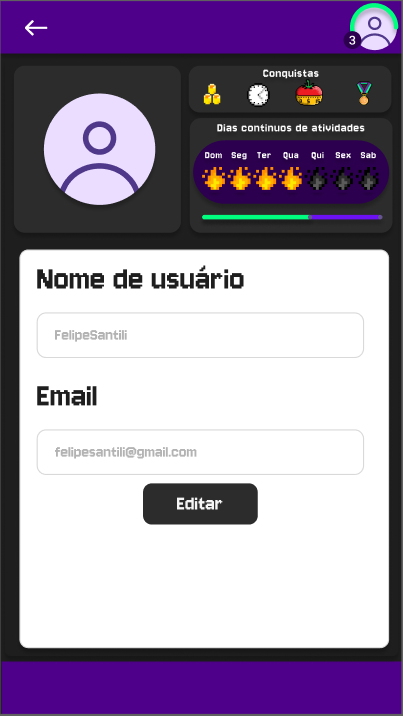 3
Conquistas
Dias continuos de atividades
Dom Seg Ter Qua Qui Sex Sab
Nome de usuário
FelipeSantili
Email
felipesantili@gmail.com
Editar